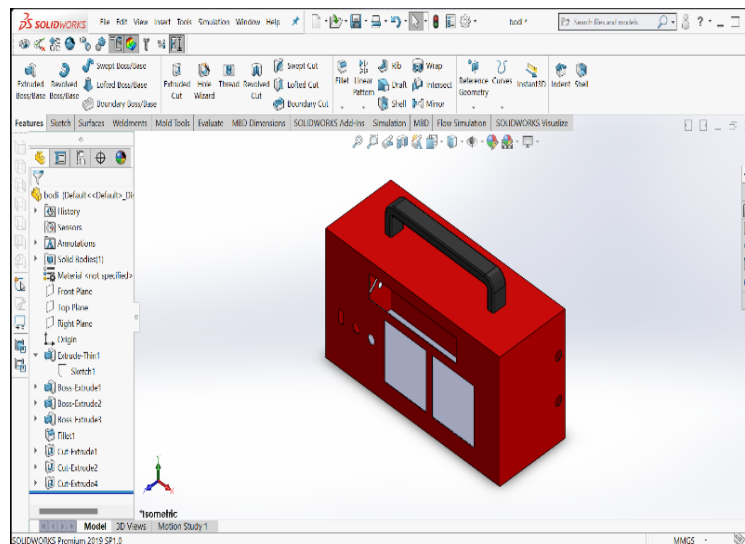 SOLIDWORKS File Edit View Insert Tools Simulation Window Help bodi * Search files and models
Extruded Boss/Base
Revolved Boss/Base
Swept Boss/Base
Lofted Boss/Base
Boundary Boss/Base
Extruded Cut
Hole Wizard
Thread
Revolved Cut
Swept Cut
Lofted Cut
Boundary Cut
Fillet
Linear Pattern
Rib
Draft
Shell
Wrap
Intersect
Mirror
Reference Geometry
Curves
Instant3D
Indent
Shell
Features Sketch Surfaces Weldments Mold Tools Evaluate MBD Dimensions SOLIDWORKS Add-Ins Simulation MBD Flow Simulation SOLIDWORKS Visualize
bodi (Default<<Default>_Di
History
Sensors
Annotations
Solid Bodies(1)
Material <not specified>
Front Plane
Top Plane
Right Plane
Origin
Extrude-Thin1
Sketch1
Boss-Extrude1
Boss-Extrude2
Boss-Extrude3
Fillet1
Cut-Extrude1
Cut-Extrude2
Cut-Extrude4
*Isometric
Model 3D Views Motion Study 1
SOLIDWORKS Premium 2019 SP1.0 MMGS